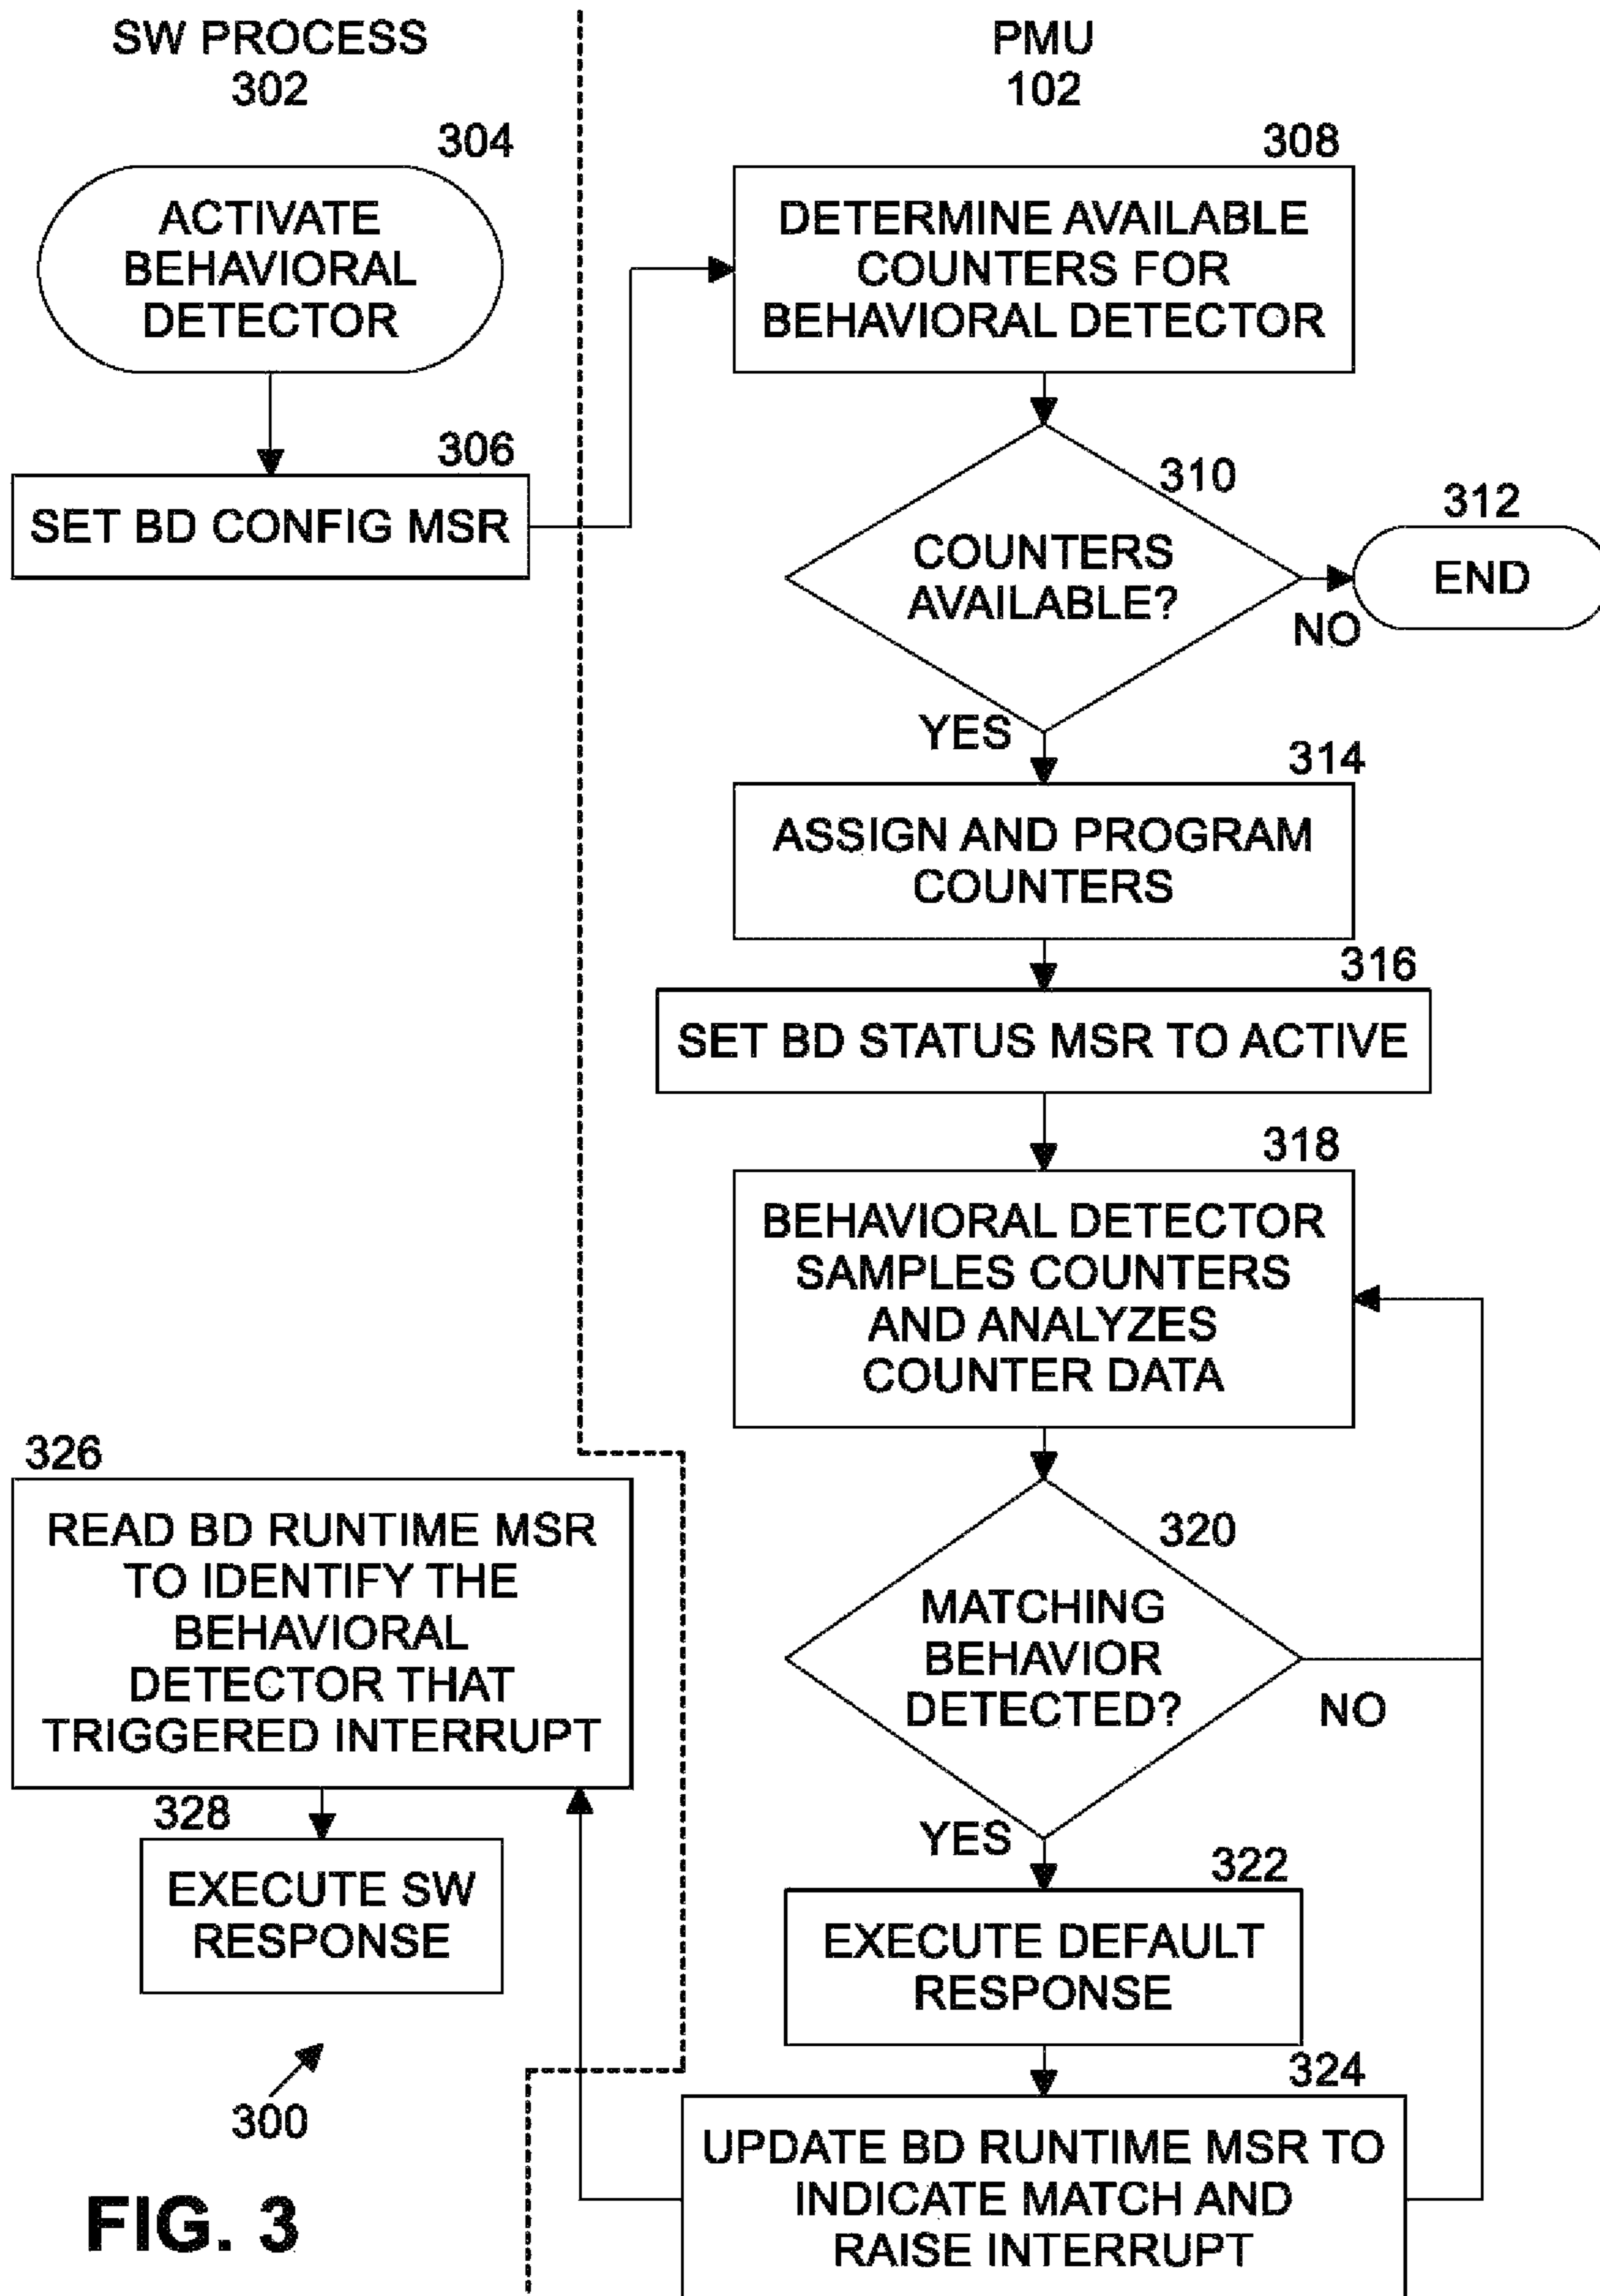 SW PROCESS
302
PMU
102
304
ACTIVATE
BEHAVIORAL
DETECTOR
306
SET BD CONFIG MSR
308
DETERMINE AVAILABLE
COUNTERS FOR
BEHAVIORAL DETECTOR
310
COUNTERS
AVAILABLE?
NO
312
END
YES
314
ASSIGN AND PROGRAM
COUNTERS
316
SET BD STATUS MSR TO ACTIVE
318
BEHAVIORAL DETECTOR
SAMPLES COUNTERS
AND ANALYZES
COUNTER DATA
320
MATCHING
BEHAVIOR
DETECTED?
NO
YES
322
EXECUTE DEFAULT
RESPONSE
324
UPDATE BD RUNTIME MSR TO
INDICATE MATCH AND
RAISE INTERRUPT
326
READ BD RUNTIME MSR
TO IDENTIFY THE
BEHAVIORAL
DETECTOR THAT
TRIGGERED INTERRUPT
328
EXECUTE SW
RESPONSE
300
FIG. 3